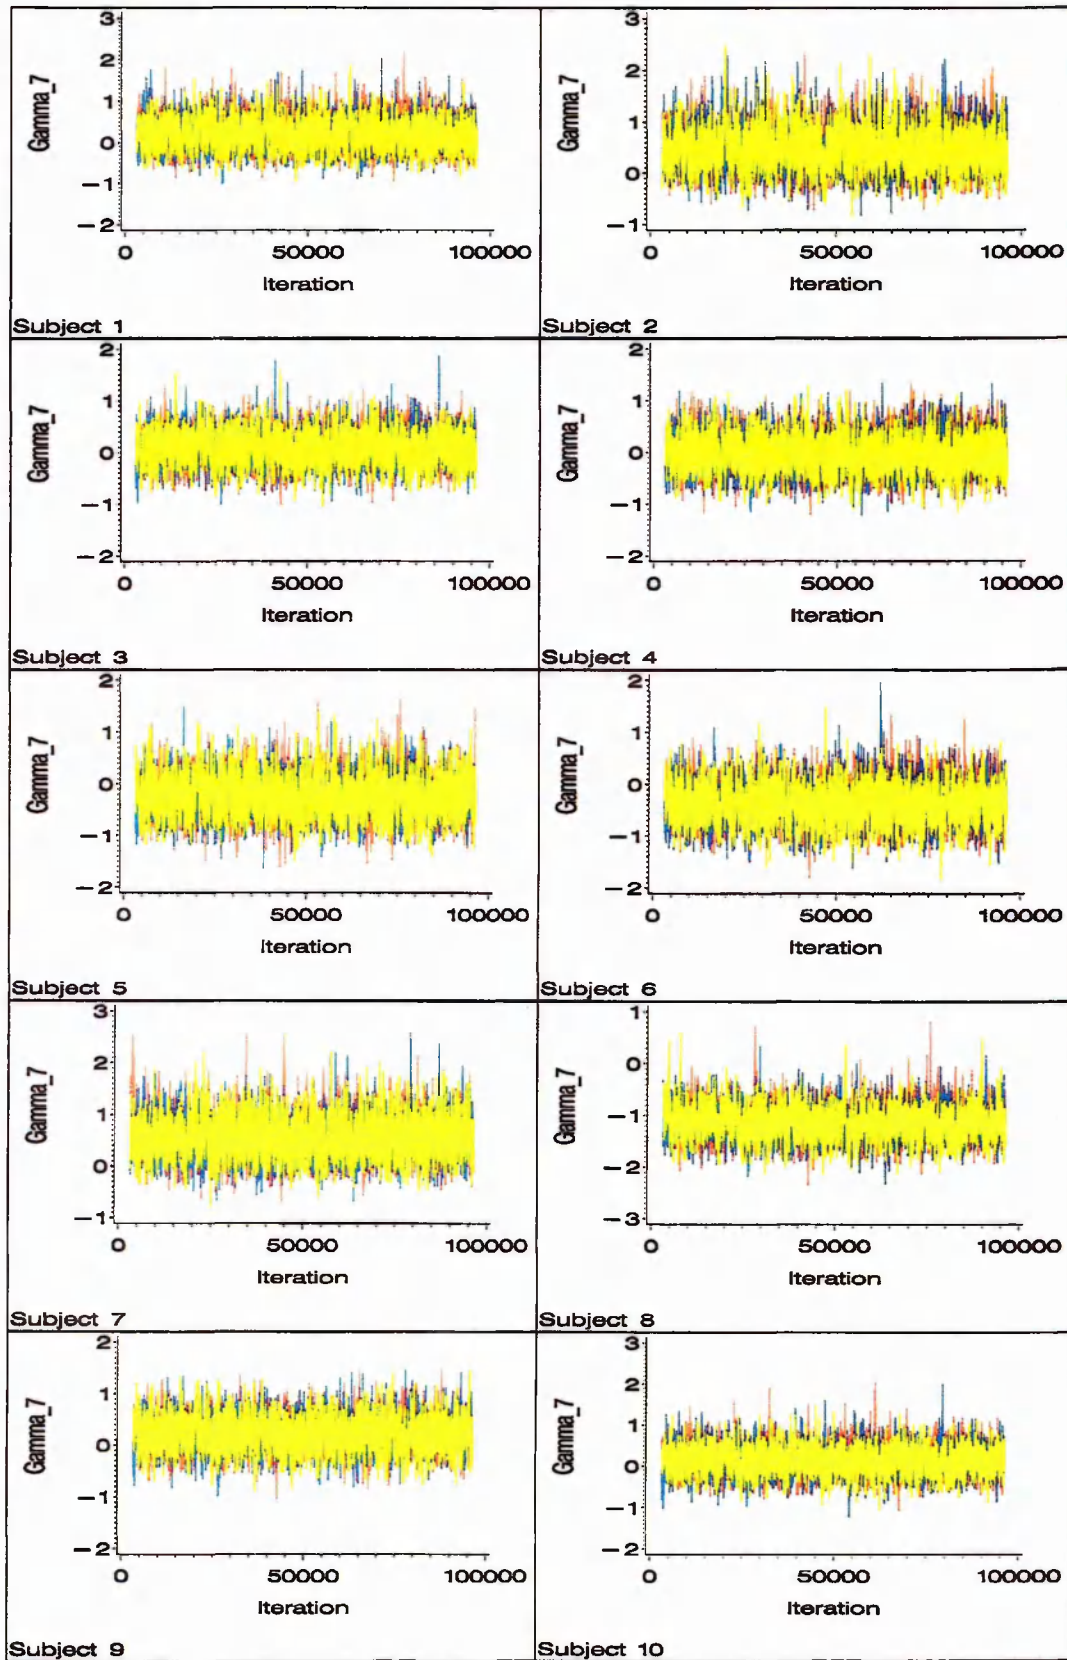 Gamma_7
3
2
1
0
−1
−2
0 50000 100000
Iteration
Subject 1
Gamma_7
3
2
1
0
−1
0 50000 100000
Iteration
Subject 2
Gamma_7
2
1
0
−1
−2
0 50000 100000
Iteration
Subject 3
Gamma_7
2
1
0
−1
−2
0 50000 100000
Iteration
Subject 4
Gamma_7
2
1
0
−1
−2
0 50000 100000
Iteration
Subject 5
Gamma_7
2
1
0
−1
−2
0 50000 100000
Iteration
Subject 6
Gamma_7
3
2
1
0
−1
0 50000 100000
Iteration
Subject 7
Gamma_7
1
0
−1
−2
−3
0 50000 100000
Iteration
Subject 8
Gamma_7
2
1
0
−1
−2
0 50000 100000
Iteration
Subject 9
Gamma_7
3
2
1
0
−1
−2
0 50000 100000
Iteration
Subject 10